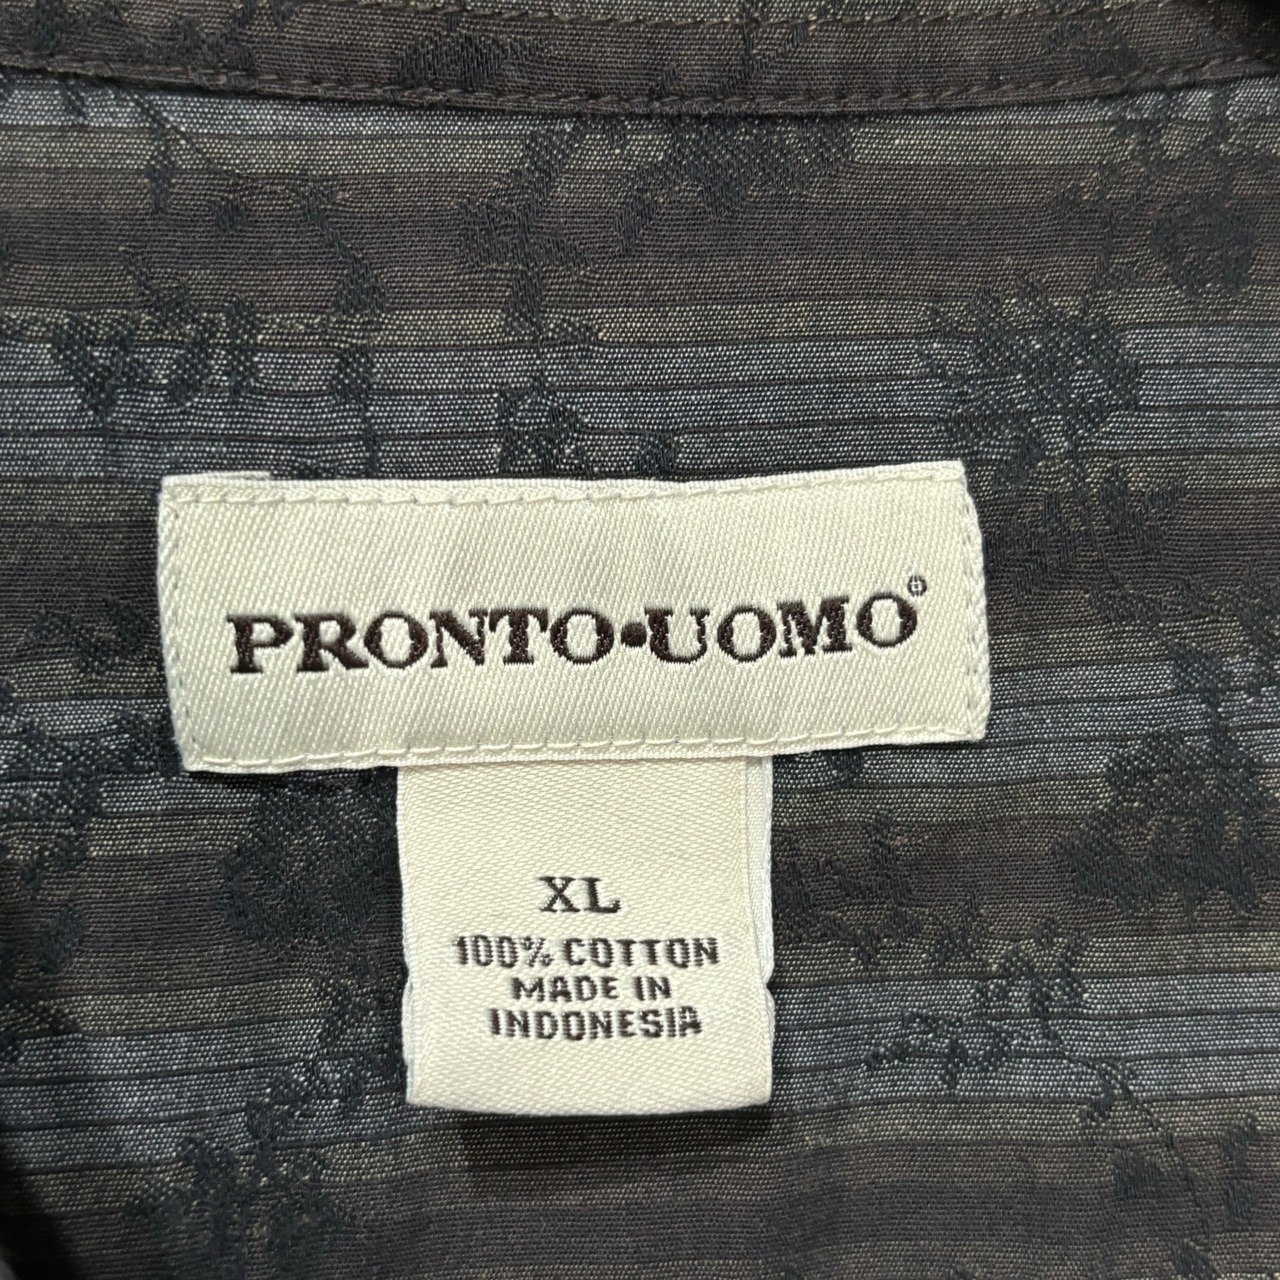 PRONTO•UOMO®
XL
100% COTTON
MADE IN
INDONESIA